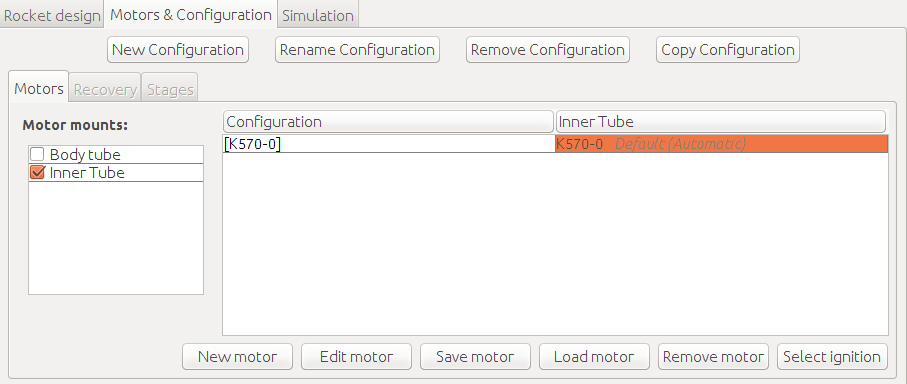 Rocket design Motors & Configuration Simulation
New Configuration Rename Configuration Remove Configuration Copy Configuration
Motors Recovery Stages
Motor mounts:
Body tube
Inner Tube
Configuration Inner Tube
[K570-0] K570-0 Default (Automatic)
New motor Edit motor Save motor Load motor Remove motor Select ignition